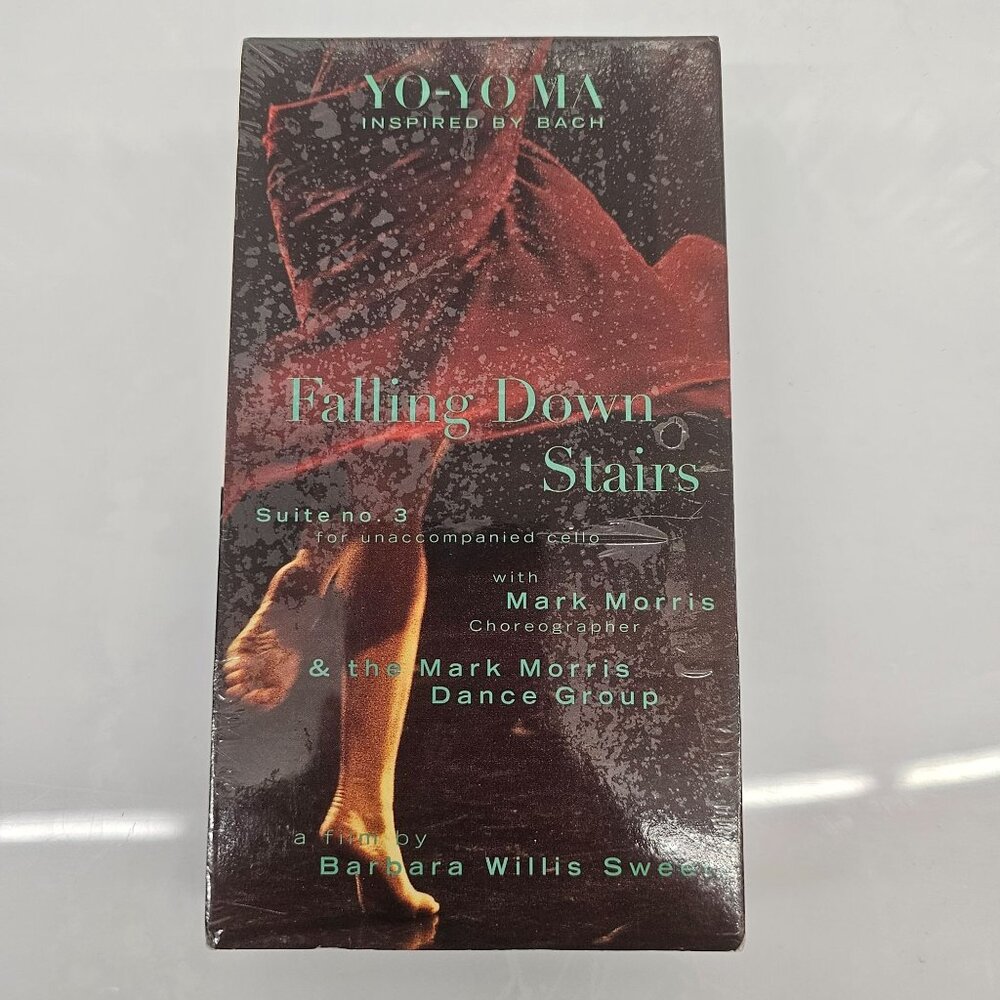 YO-YO MA
INSPIRED BY BACH
Falling Down
Stairs
Suite no. 3
for unaccompanied cello
with
Mark Morris
Choreographer
& the Mark Morris
Dance Group
a film by
Barbara Willis